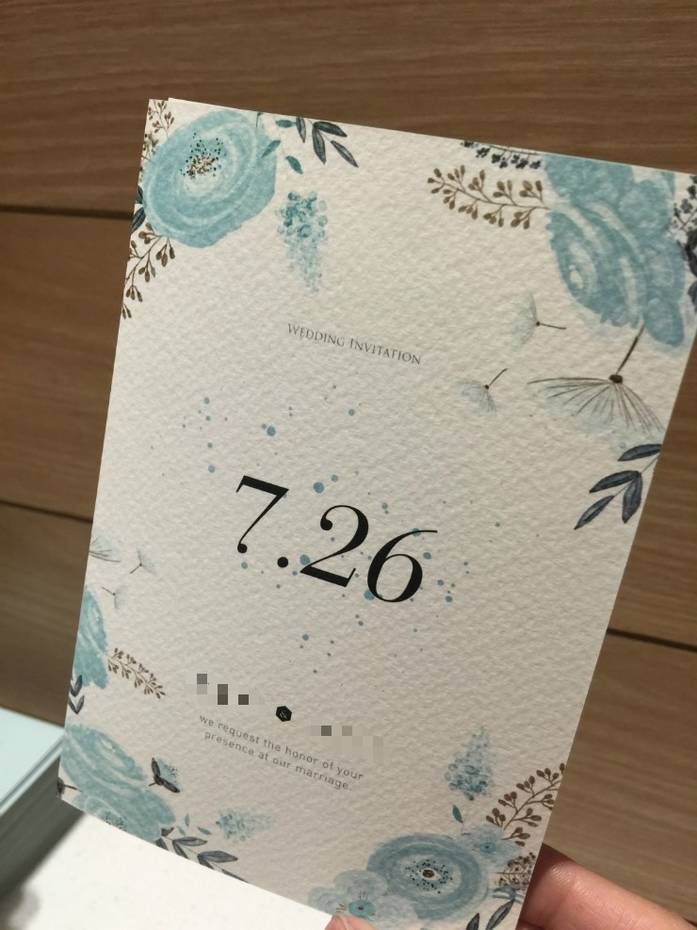 WEDDING INVITATION
7.26
&
we request the honor of your
presence at our marriage.